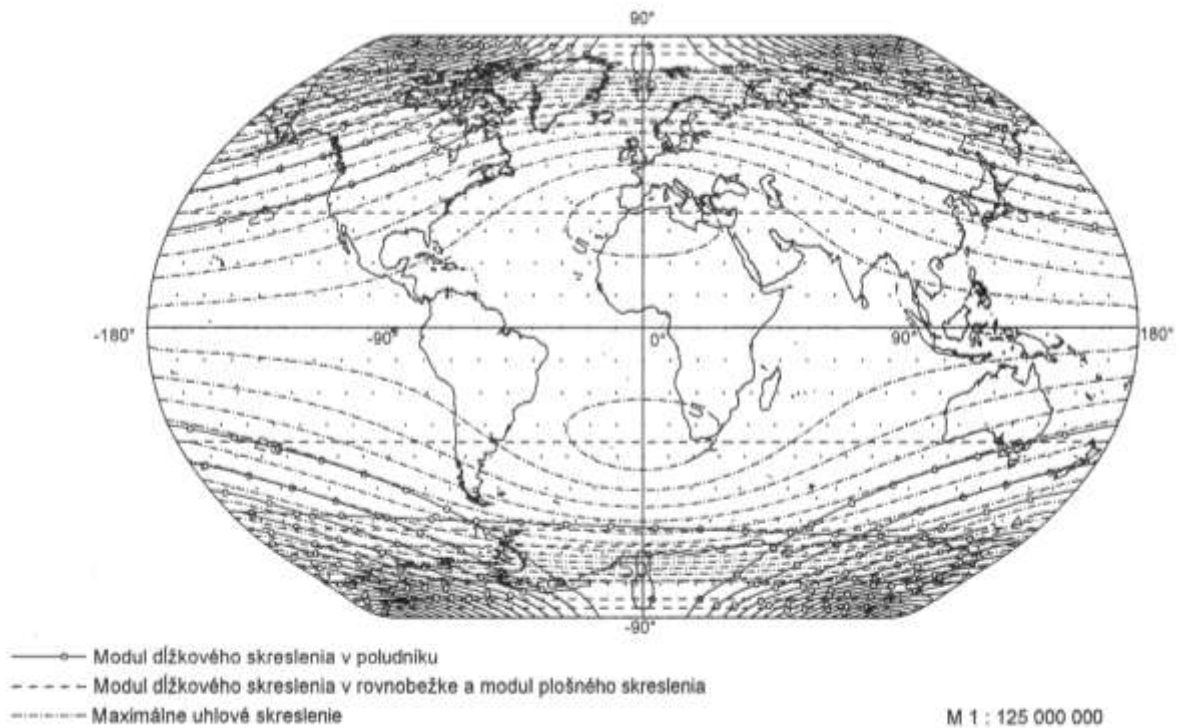 90°
-180°
-90°
0°
90°
180°
-90°
Modul dĺžkového skreslenia v poludníku
Modul dĺžkového skreslenia v rovnobežke a modul plošného skreslenia
Maximálne uhlové skreslenie
M 1 : 125 000 000